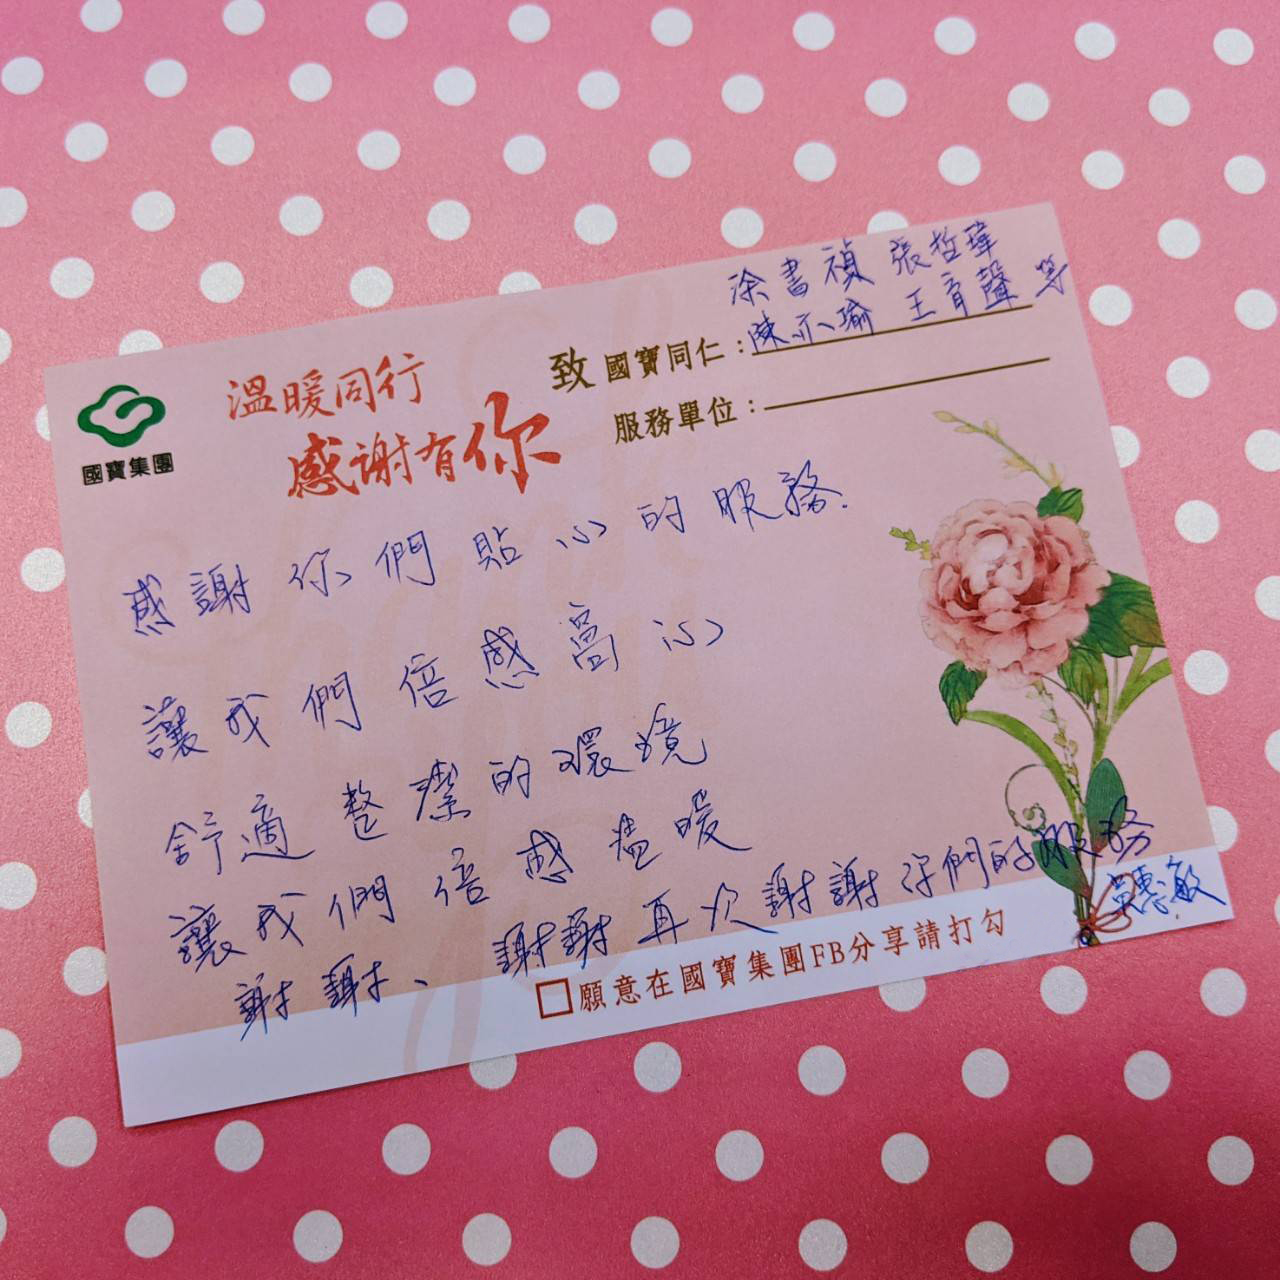 國寶集團
溫暖同行
感謝有你
涂書禎 張哲瑋
致 國寶同仁：陳亦瑜 王育聲 等
服務單位：
感謝你們貼心的服務.
讓我們倍感窩心
舒適整潔的環境
讓我們倍感溫暖
謝謝、謝謝再次謝謝你們的服務
惠敏
願意在國寶集團FB分享請打勾